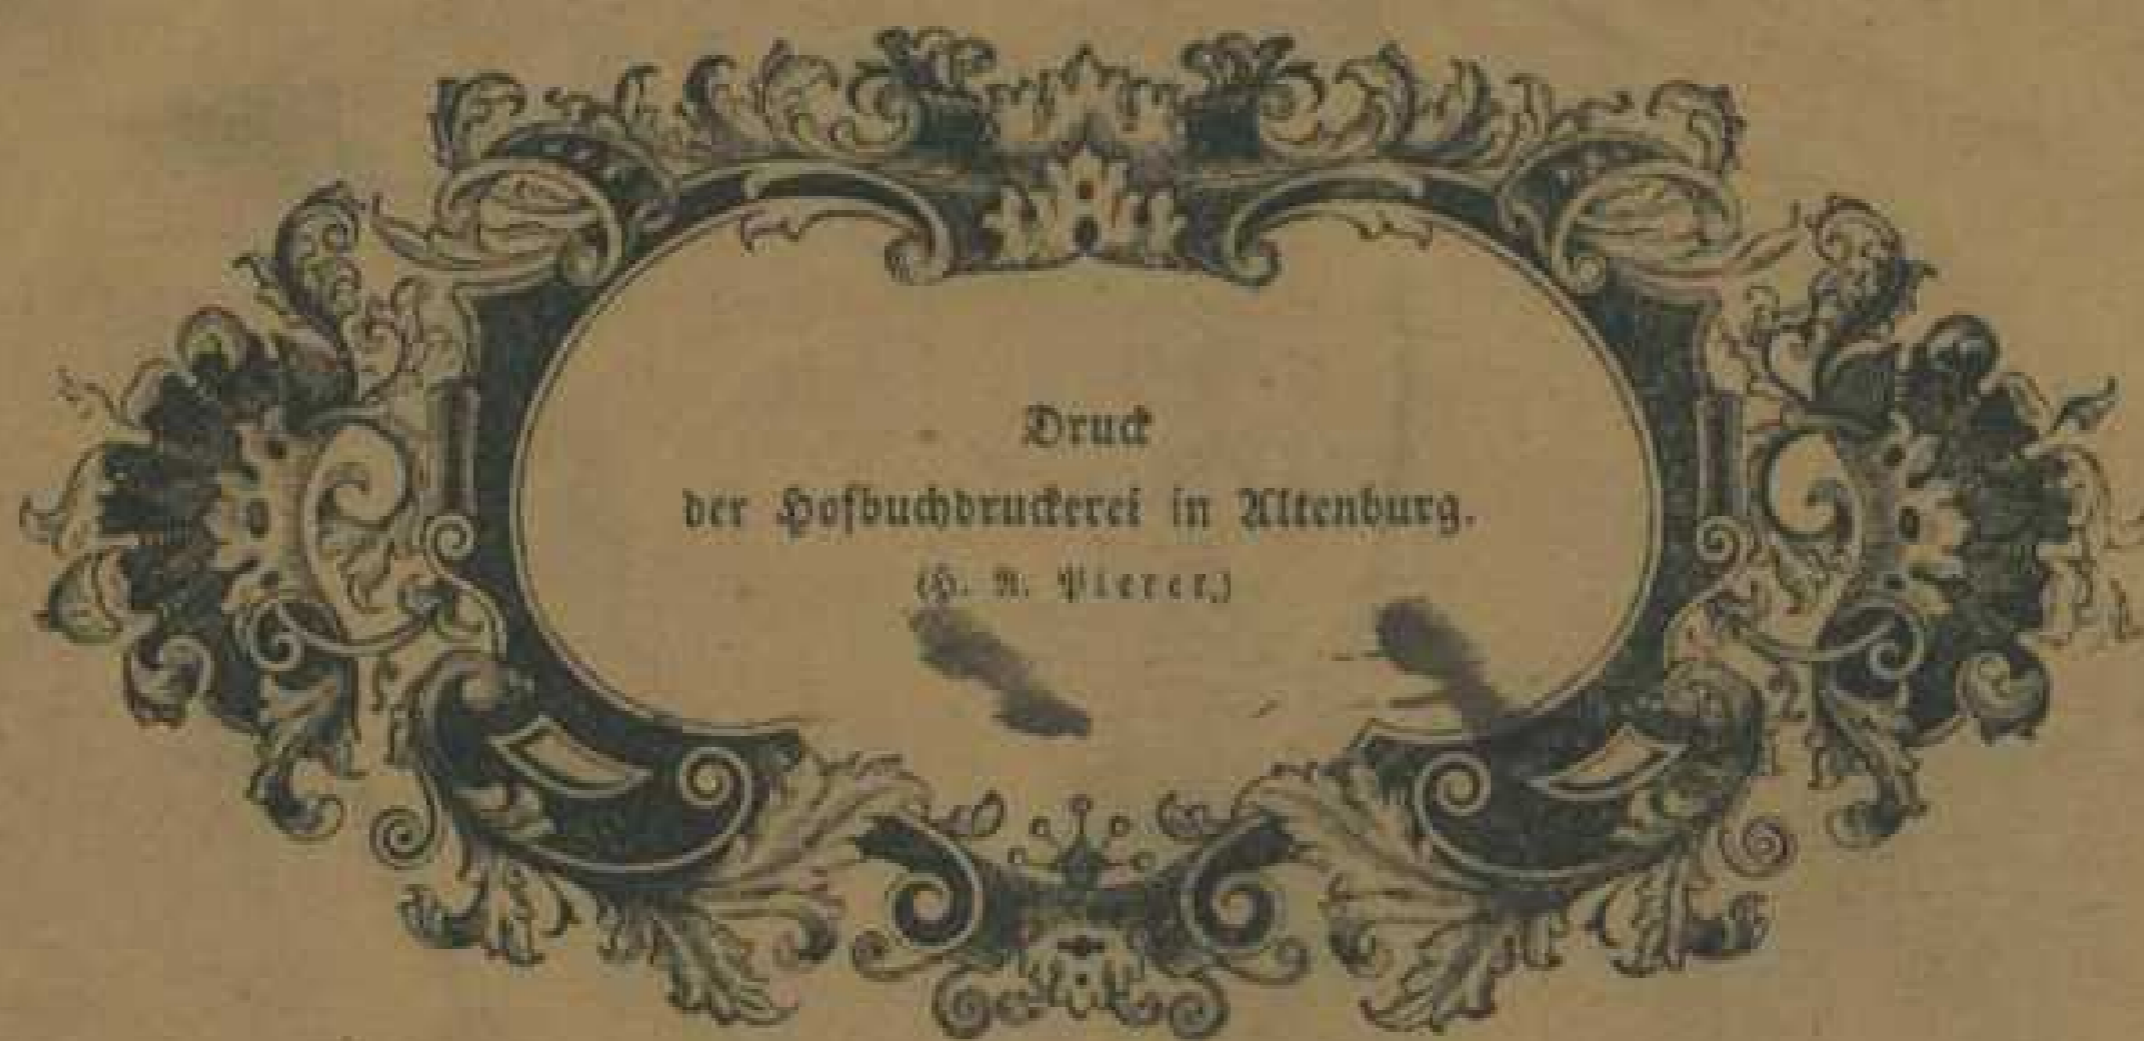 Druck
der Hofbuchdruckerei in Altenburg.
(H. A. Pierer.)